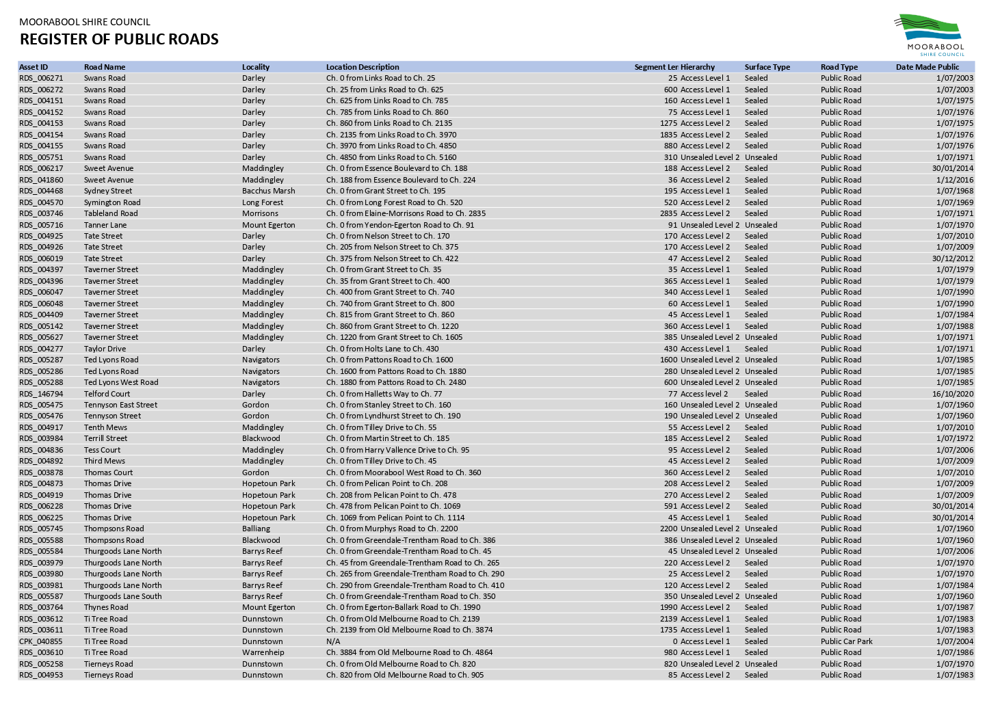 MOORABOOL SHIRE COUNCIL
REGISTER OF PUBLIC ROADS
MOORABOOL
SHIRE COUNCIL
Asset ID Road Name Locality Location Description Segment Ler Hierarchy Surface Type Road Type Date Made Public
RDS_006271 Swans Road Darley Ch. 0 from Links Road to Ch. 25 25 Access Level 1 Sealed Public Road 1/07/2003
RDS_006272 Swans Road Darley Ch. 25 from Links Road to Ch. 625 600 Access Level 1 Sealed Public Road 1/07/2003
RDS_004151 Swans Road Darley Ch. 625 from Links Road to Ch. 785 160 Access Level 1 Sealed Public Road 1/07/1975
RDS_004152 Swans Road Darley Ch. 785 from Links Road to Ch. 860 75 Access Level 1 Sealed Public Road 1/07/1976
RDS_004153 Swans Road Darley Ch. 860 from Links Road to Ch. 2135 1275 Access Level 2 Sealed Public Road 1/07/1975
RDS_004154 Swans Road Darley Ch. 2135 from Links Road to Ch. 3970 1835 Access Level 2 Sealed Public Road 1/07/1976
RDS_004155 Swans Road Darley Ch. 3970 from Links Road to Ch. 4850 880 Access Level 2 Sealed Public Road 1/07/1976
RDS_005751 Swans Road Darley Ch. 4850 from Links Road to Ch. 5160 310 Unsealed Level 2 Unsealed Public Road 1/07/1971
RDS_006217 Sweet Avenue Maddingley Ch. 0 from Essence Boulevard to Ch. 188 188 Access Level 2 Sealed Public Road 30/01/2014
RDS_041860 Sweet Avenue Maddingley Ch. 188 from Essence Boulevard to Ch. 224 36 Access Level 2 Sealed Public Road 1/12/2016
RDS_004468 Sydney Street Bacchus Marsh Ch. 0 from Grant Street to Ch. 195 195 Access Level 1 Sealed Public Road 1/07/1968
RDS_004570 Symington Road Long Forest Ch. 0 from Long Forest Road to Ch. 520 520 Access Level 2 Sealed Public Road 1/07/1969
RDS_003746 Tableland Road Morrisons Ch. 0 from Elaine-Morrisons Road to Ch. 2835 2835 Access Level 2 Sealed Public Road 1/07/1971
RDS_005716 Tanner Lane Mount Egerton Ch. 0 from Yendon-Egerton Road to Ch. 91 91 Unsealed Level 2 Unsealed Public Road 1/07/1970
RDS_004925 Tate Street Darley Ch. 0 from Nelson Street to Ch. 170 170 Access Level 2 Sealed Public Road 1/07/2010
RDS_004926 Tate Street Darley Ch. 205 from Nelson Street to Ch. 375 170 Access Level 2 Sealed Public Road 1/07/2009
RDS_006019 Tate Street Darley Ch. 375 from Nelson Street to Ch. 422 47 Access Level 2 Sealed Public Road 30/12/2012
RDS_004397 Taverner Street Maddingley Ch. 0 from Grant Street to Ch. 35 35 Access Level 1 Sealed Public Road 1/07/1979
RDS_004396 Taverner Street Maddingley Ch. 35 from Grant Street to Ch. 400 365 Access Level 1 Sealed Public Road 1/07/1979
RDS_006047 Taverner Street Maddingley Ch. 400 from Grant Street to Ch. 740 340 Access Level 1 Sealed Public Road 1/07/1990
RDS_006048 Taverner Street Maddingley Ch. 740 from Grant Street to Ch. 800 60 Access Level 1 Sealed Public Road 1/07/1990
RDS_004409 Taverner Street Maddingley Ch. 815 from Grant Street to Ch. 860 45 Access Level 1 Sealed Public Road 1/07/1984
RDS_005142 Taverner Street Maddingley Ch. 860 from Grant Street to Ch. 1220 360 Access Level 1 Sealed Public Road 1/07/1988
RDS_005627 Taverner Street Maddingley Ch. 1220 from Grant Street to Ch. 1605 385 Unsealed Level 2 Unsealed Public Road 1/07/1971
RDS_004277 Taylor Drive Darley Ch. 0 from Holts Lane to Ch. 430 430 Access Level 1 Sealed Public Road 1/07/1971
RDS_005287 Ted Lyons Road Navigators Ch. 0 from Pattons Road to Ch. 1600 1600 Unsealed Level 2 Unsealed Public Road 1/07/1985
RDS_005286 Ted Lyons Road Navigators Ch. 1600 from Pattons Road to Ch. 1880 280 Unsealed Level 2 Unsealed Public Road 1/07/1985
RDS_005288 Ted Lyons West Road Navigators Ch. 1880 from Pattons Road to Ch. 2480 600 Unsealed Level 2 Unsealed Public Road 1/07/1985
RDS_146794 Telford Court Darley Ch. 0 from Halletts Way to Ch. 77 77 Access level 2 Sealed Public Road 16/10/2020
RDS_005475 Tennyson East Street Gordon Ch. 0 from Stanley Street to Ch. 160 160 Unsealed Level 2 Unsealed Public Road 1/07/1960
RDS_005476 Tennyson Street Gordon Ch. 0 from Lyndhurst Street to Ch. 190 190 Unsealed Level 2 Unsealed Public Road 1/07/1960
RDS_004917 Tenth Mews Maddingley Ch. 0 from Tilley Drive to Ch. 55 55 Access Level 2 Sealed Public Road 1/07/2010
RDS_003984 Terrill Street Blackwood Ch. 0 from Martin Street to Ch. 185 185 Access Level 2 Sealed Public Road 1/07/1972
RDS_004836 Tess Court Maddingley Ch. 0 from Harry Vallence Drive to Ch. 95 95 Access Level 2 Sealed Public Road 1/07/2006
RDS_004892 Third Mews Maddingley Ch. 0 from Tilley Drive to Ch. 45 45 Access Level 2 Sealed Public Road 1/07/2009
RDS_003878 Thomas Court Gordon Ch. 0 from Moorabool West Road to Ch. 360 360 Access Level 2 Sealed Public Road 1/07/2010
RDS_004873 Thomas Drive Hopetoun Park Ch. 0 from Pelican Point to Ch. 208 208 Access Level 2 Sealed Public Road 1/07/2009
RDS_004919 Thomas Drive Hopetoun Park Ch. 208 from Pelican Point to Ch. 478 270 Access Level 2 Sealed Public Road 1/07/2009
RDS_006228 Thomas Drive Hopetoun Park Ch. 478 from Pelican Point to Ch. 1069 591 Access Level 2 Sealed Public Road 30/01/2014
RDS_006225 Thomas Drive Hopetoun Park Ch. 1069 from Pelican Point to Ch. 1114 45 Access Level 1 Sealed Public Road 30/01/2014
RDS_005745 Thompsons Road Balliang Ch. 0 from Murphys Road to Ch. 2200 2200 Unsealed Level 2 Unsealed Public Road 1/07/1960
RDS_005588 Thompsons Road Blackwood Ch. 0 from Greendale-Trentham Road to Ch. 386 386 Unsealed Level 2 Unsealed Public Road 1/07/1960
RDS_005584 Thurgoods Lane North Barrys Reef Ch. 0 from Greendale-Trentham Road to Ch. 45 45 Unsealed Level 2 Unsealed Public Road 1/07/2006
RDS_003979 Thurgoods Lane North Barrys Reef Ch. 45 from Greendale-Trentham Road to Ch. 265 220 Access Level 2 Sealed Public Road 1/07/1970
RDS_003980 Thurgoods Lane North Barrys Reef Ch. 265 from Greendale-Trentham Road to Ch. 290 25 Access Level 2 Sealed Public Road 1/07/1970
RDS_003981 Thurgoods Lane North Barrys Reef Ch. 290 from Greendale-Trentham Road to Ch. 410 120 Access Level 2 Sealed Public Road 1/07/1984
RDS_005587 Thurgoods Lane South Barrys Reef Ch. 0 from Greendale-Trentham Road to Ch. 350 350 Unsealed Level 2 Unsealed Public Road 1/07/1960
RDS_003764 Thynes Road Mount Egerton Ch. 0 from Egerton-Ballark Road to Ch. 1990 1990 Access Level 2 Sealed Public Road 1/07/1987
RDS_003612 Ti Tree Road Dunnstown Ch. 0 from Old Melbourne Road to Ch. 2139 2139 Access Level 1 Sealed Public Road 1/07/1983
RDS_003611 Ti Tree Road Dunnstown Ch. 2139 from Old Melbourne Road to Ch. 3874 1735 Access Level 1 Sealed Public Road 1/07/1983
CPK_040855 Ti Tree Road Dunnstown N/A 0 Access Level 1 Sealed Public Car Park 1/07/2004
RDS_003610 Ti Tree Road Warrenheip Ch. 3884 from Old Melbourne Road to Ch. 4864 980 Access Level 1 Sealed Public Road 1/07/1986
RDS_005258 Tierneys Road Dunnstown Ch. 0 from Old Melbourne Road to Ch. 820 820 Unsealed Level 2 Unsealed Public Road 1/07/1970
RDS_004953 Tierneys Road Dunnstown Ch. 820 from Old Melbourne Road to Ch. 905 85 Access Level 2 Sealed Public Road 1/07/1983